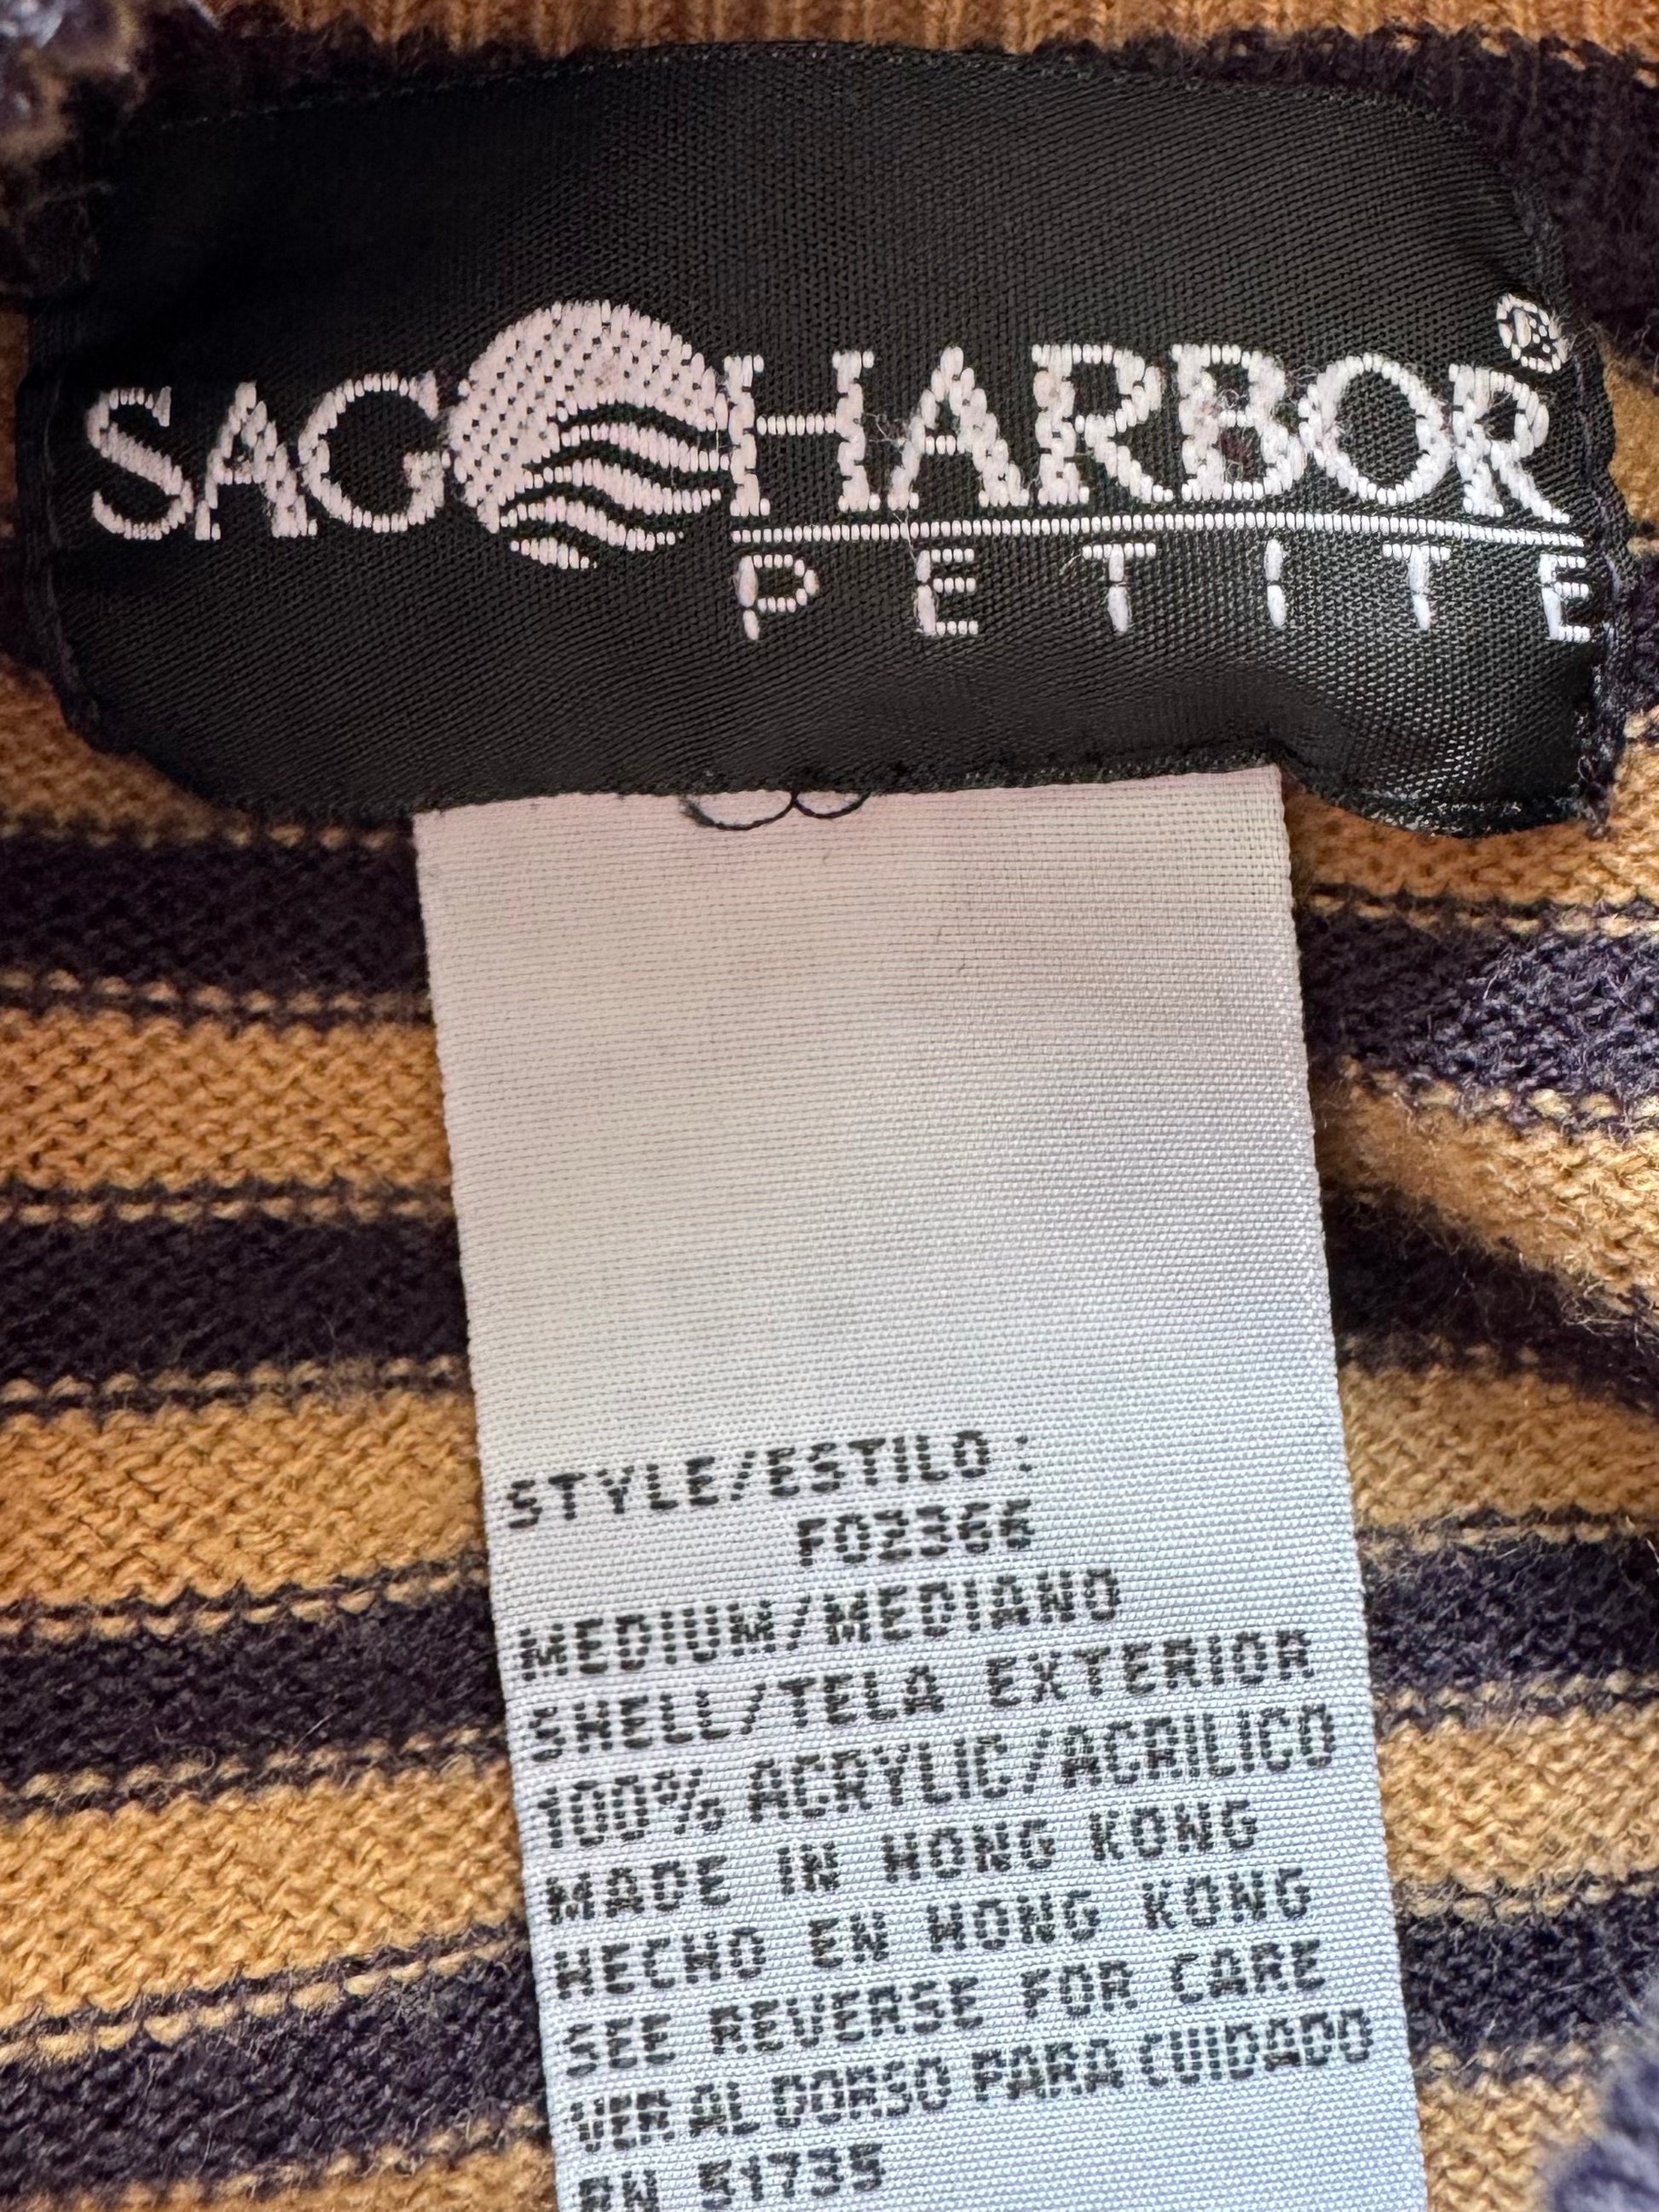 SAG HARBOR®
PETITE
STYLE/ESTILO:
F02366
MEDIUM/MEDIANO
SHELL/TELA EXTERIOR
100% ACRYLIC/ACRILICO
MADE IN HONG KONG
HECHO EN HONG KONG
SEE REVERSE FOR CARE
VER AL DORSO PARA CUIDADO
RN 51735